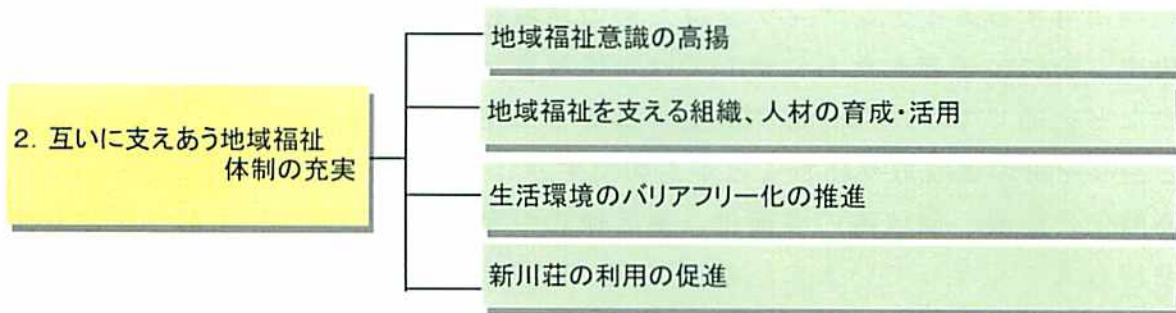 2. 互いに支えあう地域福祉
体制の充実
地域福祉意識の高揚
地域福祉を支える組織、人材の育成・活用
生活環境のバリアフリー化の推進
新川荘の利用の促進